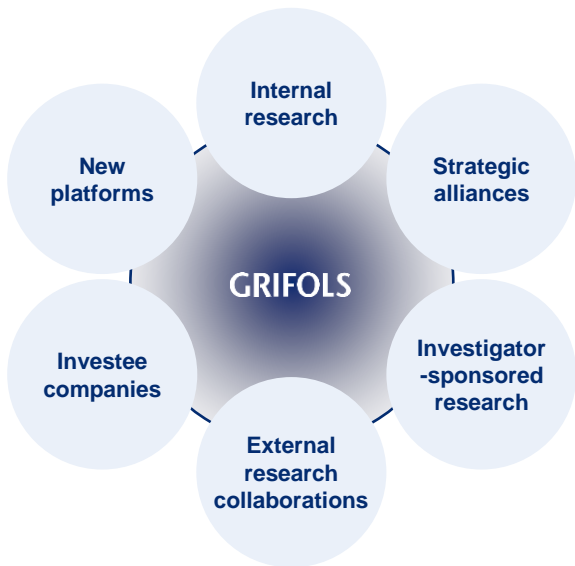 Internal
research
New
platforms
Strategic
alliances
GRIFOLS
Investee
companies
Investigator
-sponsored
research
External
research
collaborations